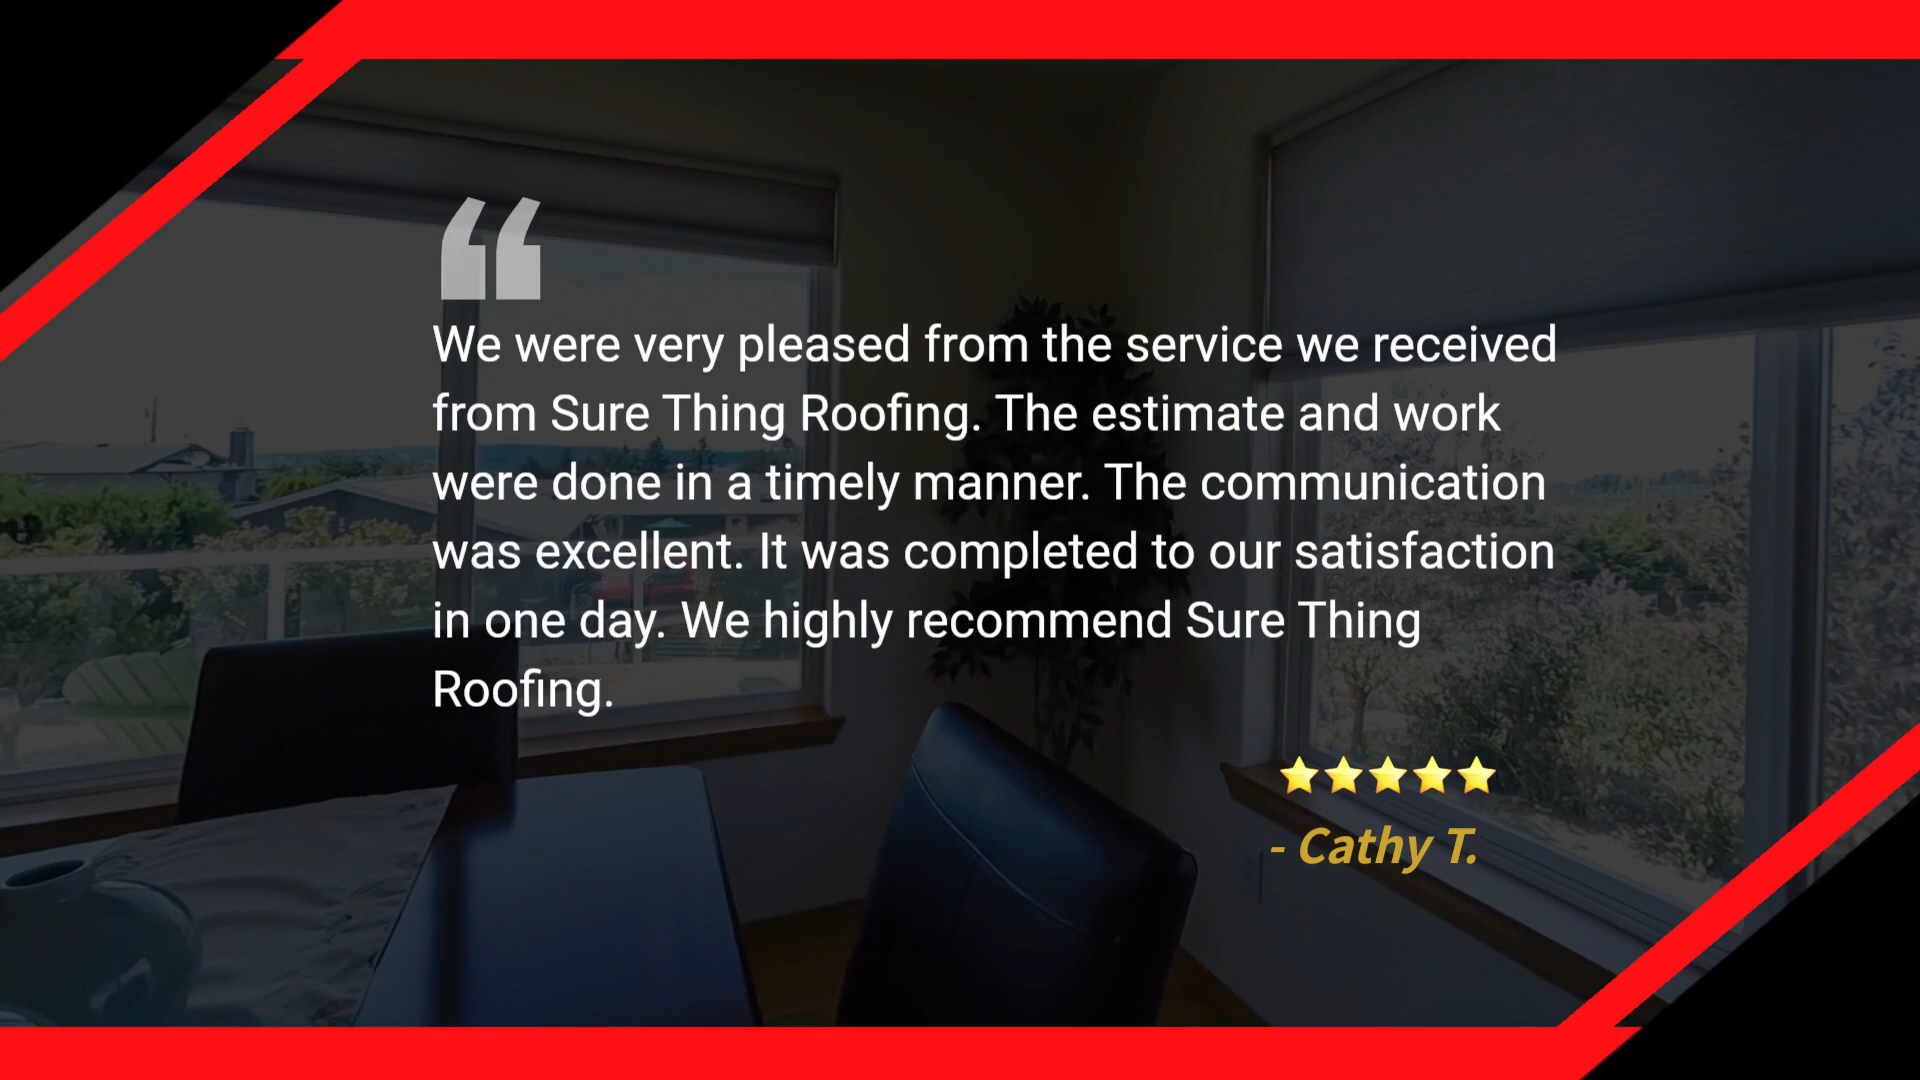 “
We were very pleased from the service we received
from Sure Thing Roofing. The estimate and work
were done in a timely manner. The communication
was excellent. It was completed to our satisfaction
in one day. We highly recommend Sure Thing
Roofing.
⭐⭐⭐⭐⭐
- Cathy T.